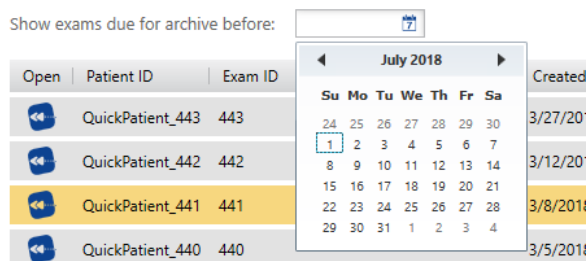 Show exams due for archive before:
7
July 2018
Open Patient ID Exam ID Created
Su Mo Tu We Th Fr Sa
24 25 26 27 28 29 30
1 2 3 4 5 6 7
8 9 10 11 12 13 14
15 16 17 18 19 20 21
22 23 24 25 26 27 28
29 30 31 1 2 3 4
QuickPatient_443 443 3/27/201
QuickPatient_442 442 3/12/201
QuickPatient_441 441 3/8/2018
QuickPatient_440 440 3/5/2018